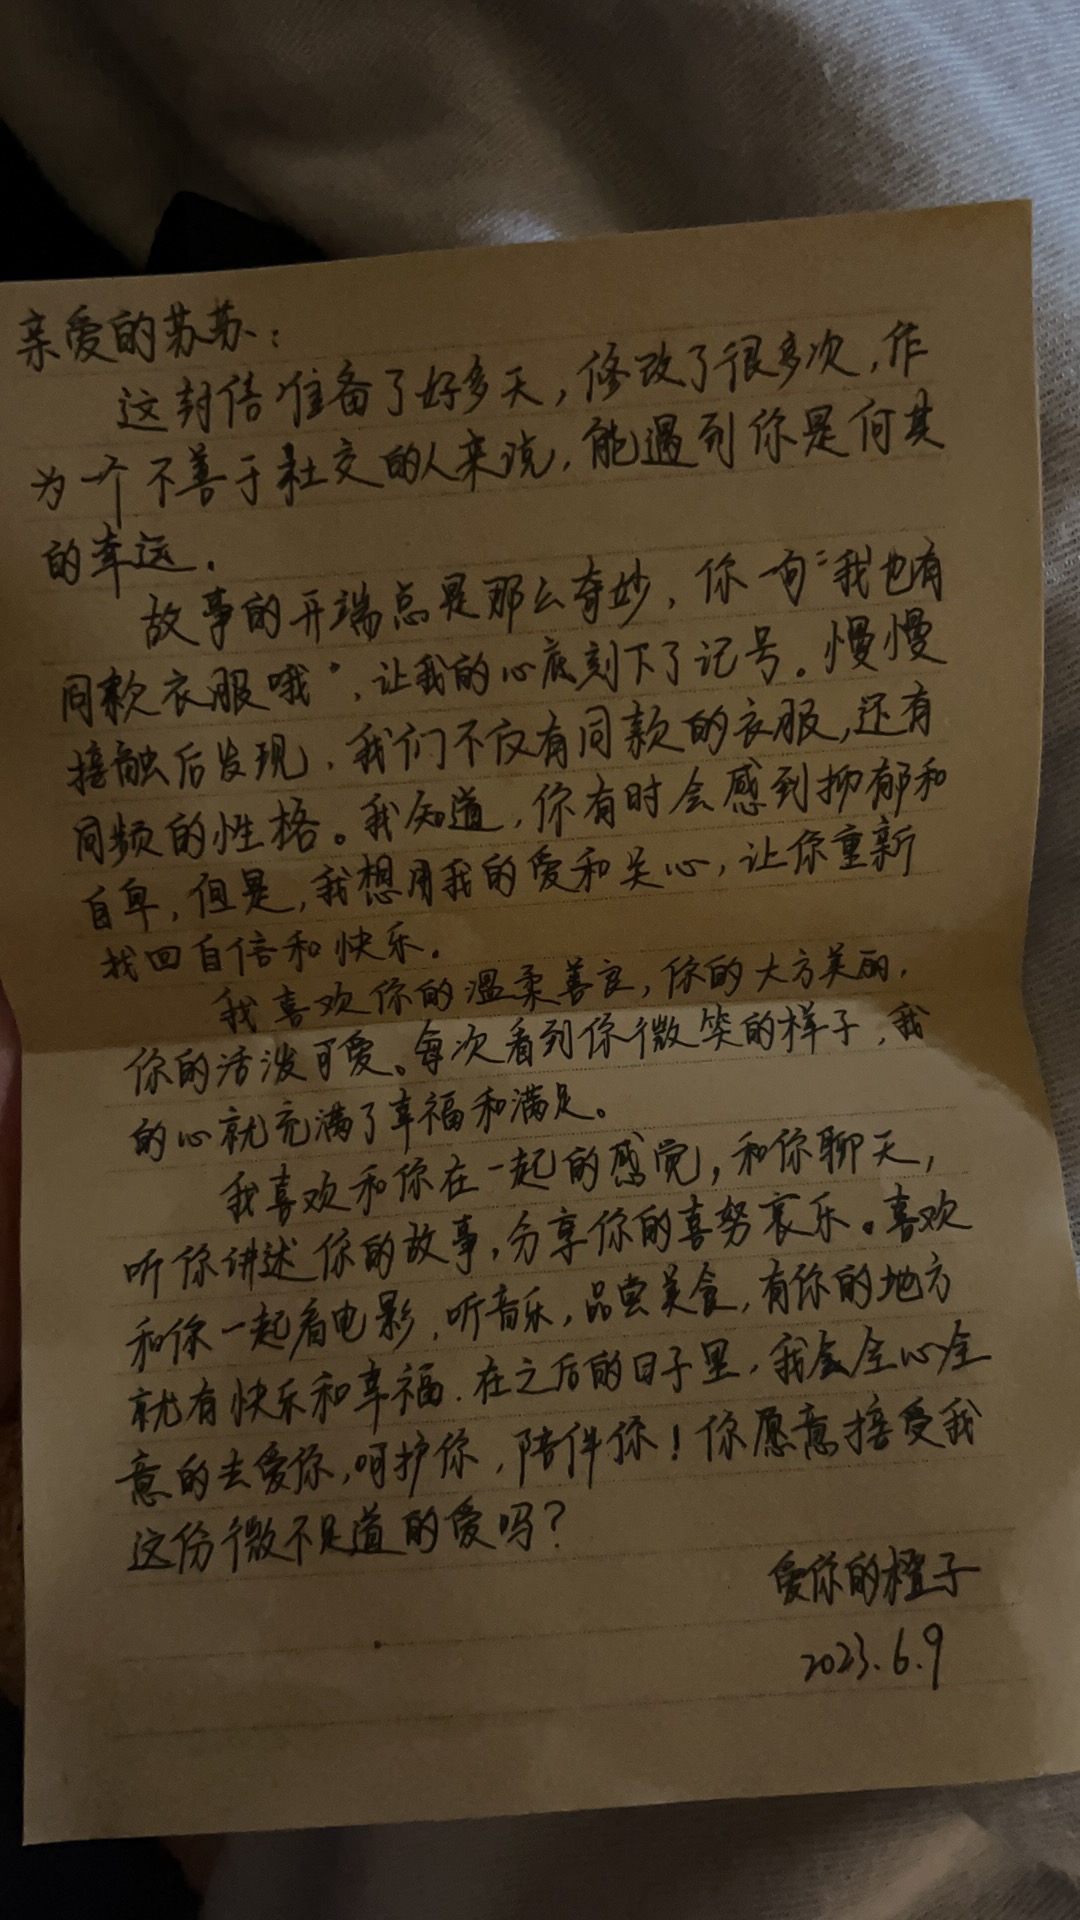 亲爱的苏苏:
这封信准备了好多天，修改了很多次，作
为一个不善于社交的人来说，能遇到你是何其
的幸运．
故事的开端总是那么奇妙，你一句“我也有
同款衣服哦”，让我的心底刻下了记号。慢慢
接触后发现，我们不仅有同款的衣服，还有
同频的性格。我知道，你有时会感到抑郁和
自卑，但是，我想用我的爱和关心，让你重新
找回自信和快乐．
我喜欢你的温柔善良，你的大方美丽，
你的活泼可爱。每次看到你微笑的样子，我
的心就充满了幸福和满足。
我喜欢和你在一起的感觉，和你聊天，
听你讲述你的故事，分享你的喜努哀乐。喜欢
和你一起看电影，听音乐，品尝美食，有你的地方
就有快乐和幸福．在之后的日子里，我会全心全
意的去爱你，呵护你，陪伴你！你愿意接受我
这份微不足道的爱吗？
爱你的橙子
2023.6.9